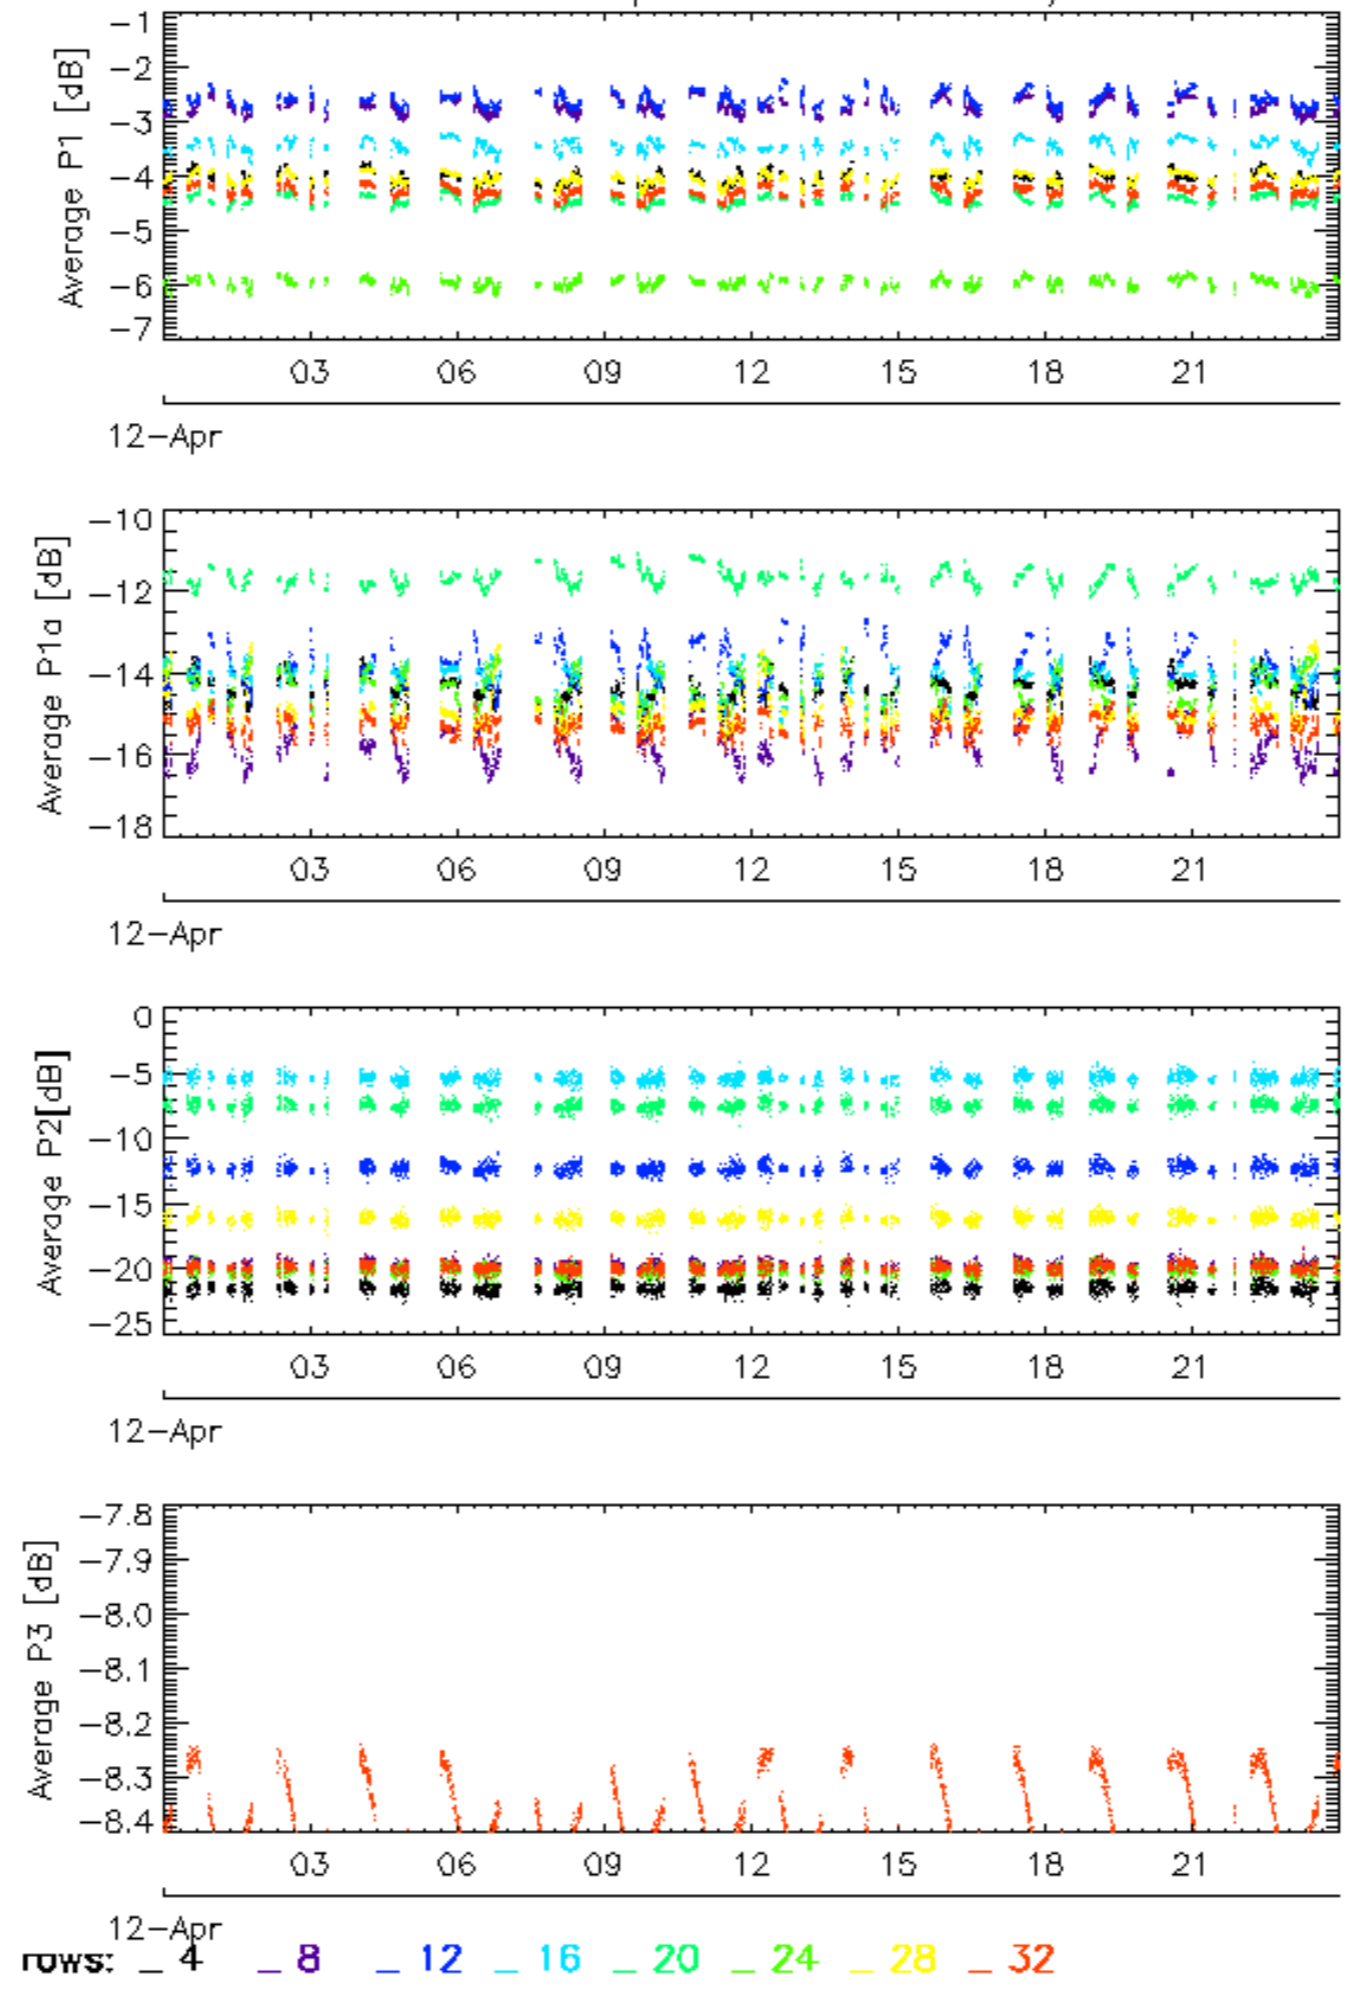 Average P1 [dB]
-1
-2
-3
-4
-5
-6
-7
03 06 09 12 15 18 21
12-Apr
Average P1a [dB]
-10
-12
-14
-16
-18
03 06 09 12 15 18 21
12-Apr
Average P2[dB]
0
-5
-10
-15
-20
-25
03 06 09 12 15 18 21
12-Apr
Average P3 [dB]
-7.8
-7.9
-8.0
-8.1
-8.2
-8.3
-8.4
03 06 09 12 15 18 21
12-Apr
rows: _ 4 _ 8 _ 12 _ 16 _ 20 _ 24 _ 28 _ 32